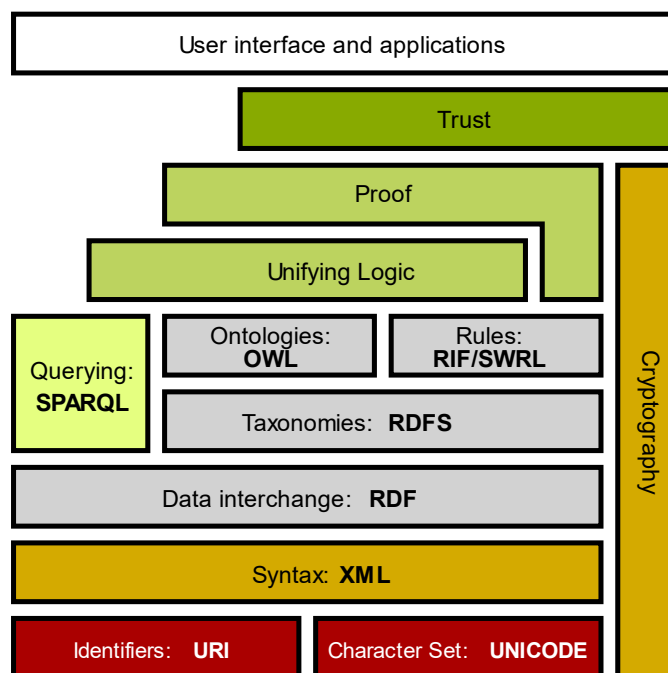 User interface and applications
Trust
Proof
Unifying Logic
Querying:
SPARQL
Ontologies:
OWL
Rules:
RIF/SWRL
Taxonomies: RDFS
Cryptography
Data interchange: RDF
Syntax: XML
Identifiers: URI
Character Set: UNICODE